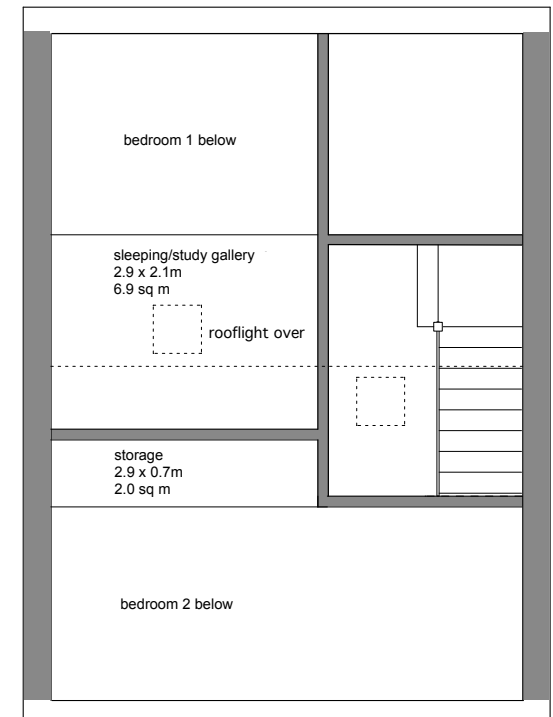 bedroom 1 below
sleeping/study gallery
2.9 x 2.1m
6.9 sq m
rooflight over
storage
2.9 x 0.7m
2.0 sq m
bedroom 2 below